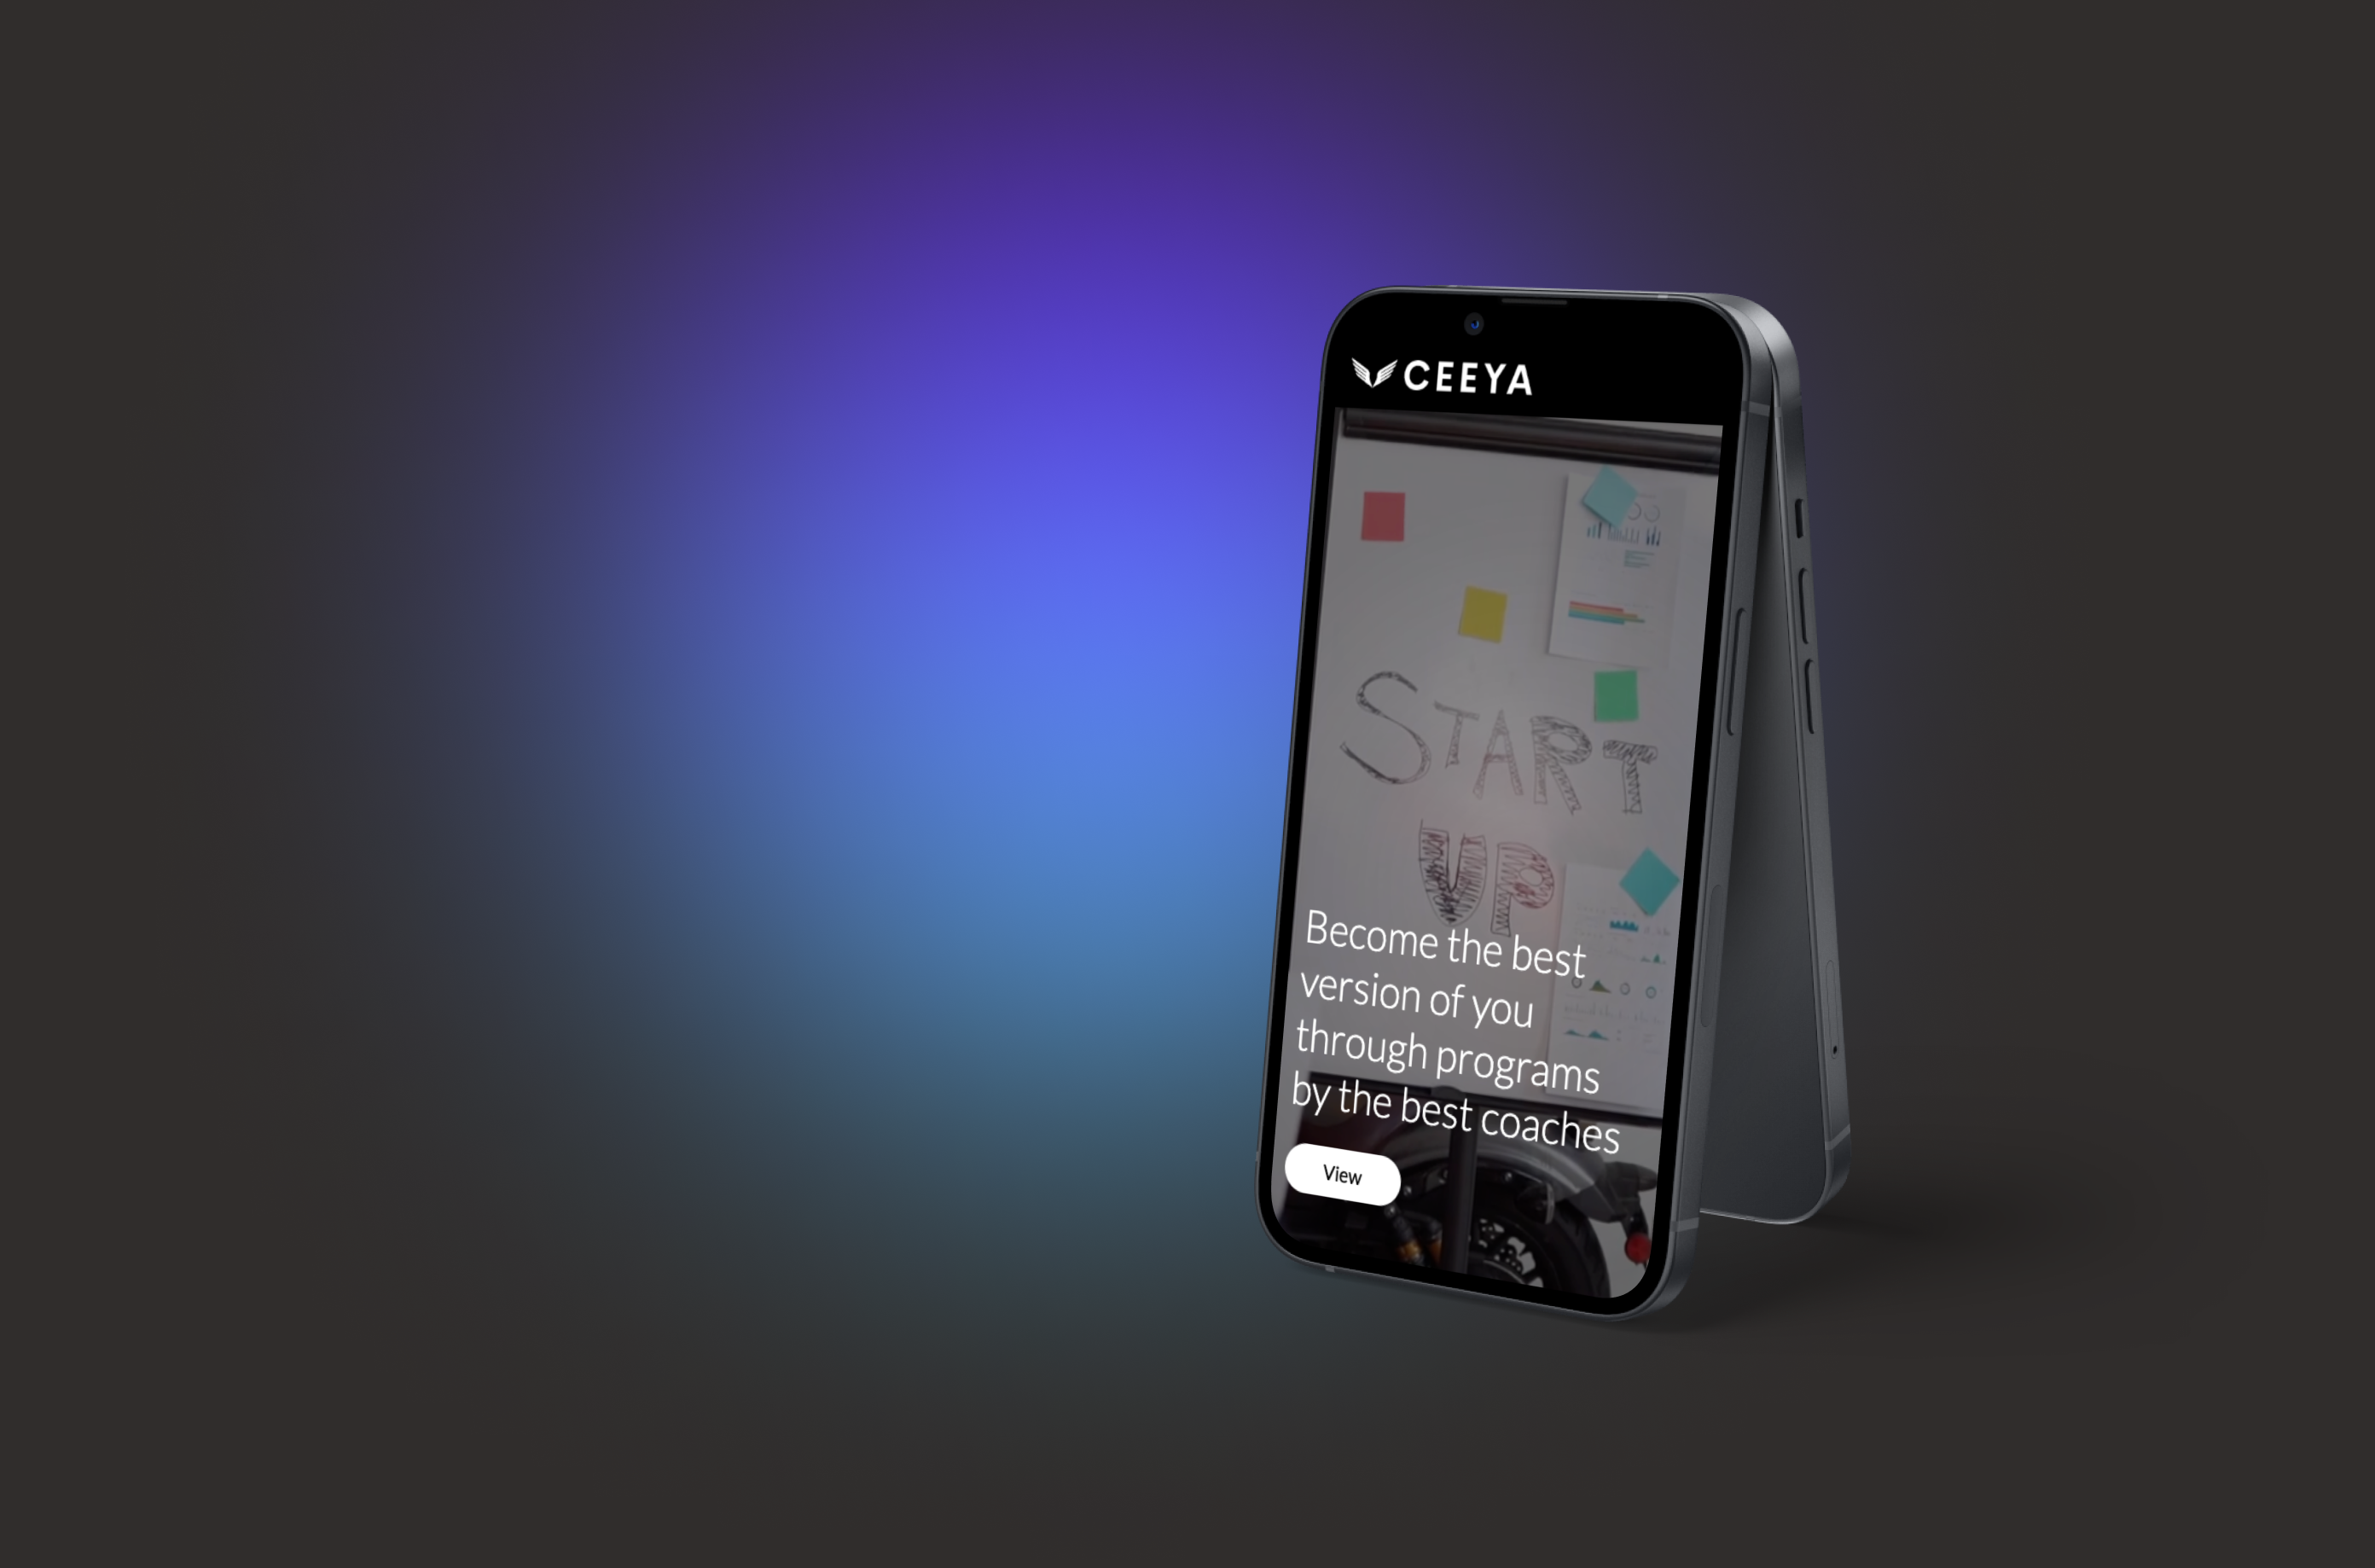 CEEYA
START
UP
Become the best
version of you
through programs
by the best coaches
View